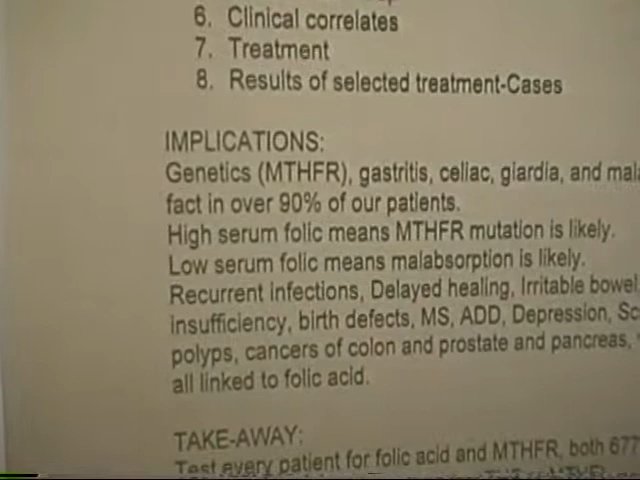 6. Clinical correlates
7. Treatment
8. Results of selected treatment-Cases
IMPLICATIONS:
Genetics (MTHFR), gastritis, celiac, giardia, and
fact in over 90% of our patients.
High serum folic means MTHFR mutation is likely.
Low serum folic means malabsorption is likely.
Recurrent infections, Delayed healing, Irritable bowel
insufficiency, birth defects, MS, ADD, Depression,
polyps, cancers of colon and prostate and pancreas,
all linked to folic acid.
TAKE-AWAY:
Test every patient for folic acid and MTHFR, both 677